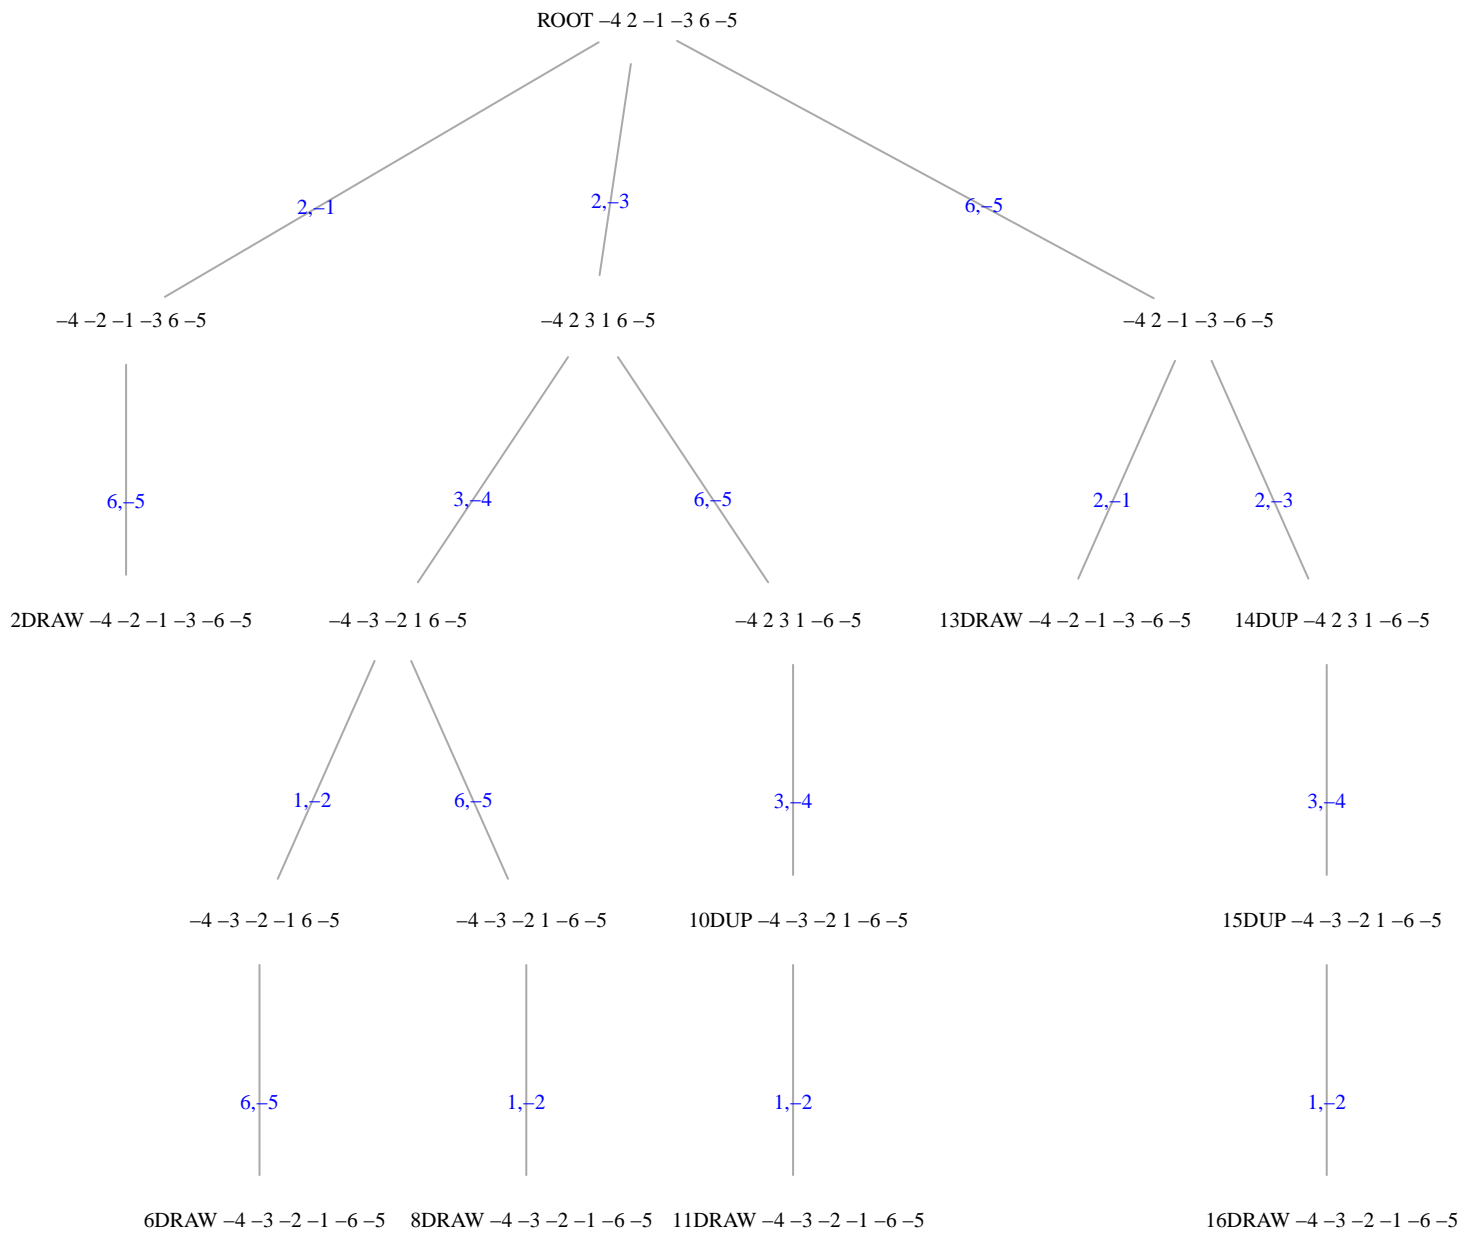 ROOT –4 2 –1 –3 6 –5
2,–1
2,–3
6,–5
–4 –2 –1 –3 6 –5
–4 2 3 1 6 –5
–4 2 –1 –3 –6 –5
6,–5
3,–4
6,–5
2,–1
2,–3
2DRAW –4 –2 –1 –3 –6 –5
–4 –3 –2 1 6 –5
–4 2 3 1 –6 –5
13DRAW –4 –2 –1 –3 –6 –5
14DUP –4 2 3 1 –6 –5
1,–2
6,–5
3,–4
3,–4
–4 –3 –2 –1 6 –5
–4 –3 –2 1 –6 –5
10DUP –4 –3 –2 1 –6 –5
15DUP –4 –3 –2 1 –6 –5
6,–5
1,–2
1,–2
1,–2
6DRAW –4 –3 –2 –1 –6 –5
8DRAW –4 –3 –2 –1 –6 –5
11DRAW –4 –3 –2 –1 –6 –5
16DRAW –4 –3 –2 –1 –6 –5